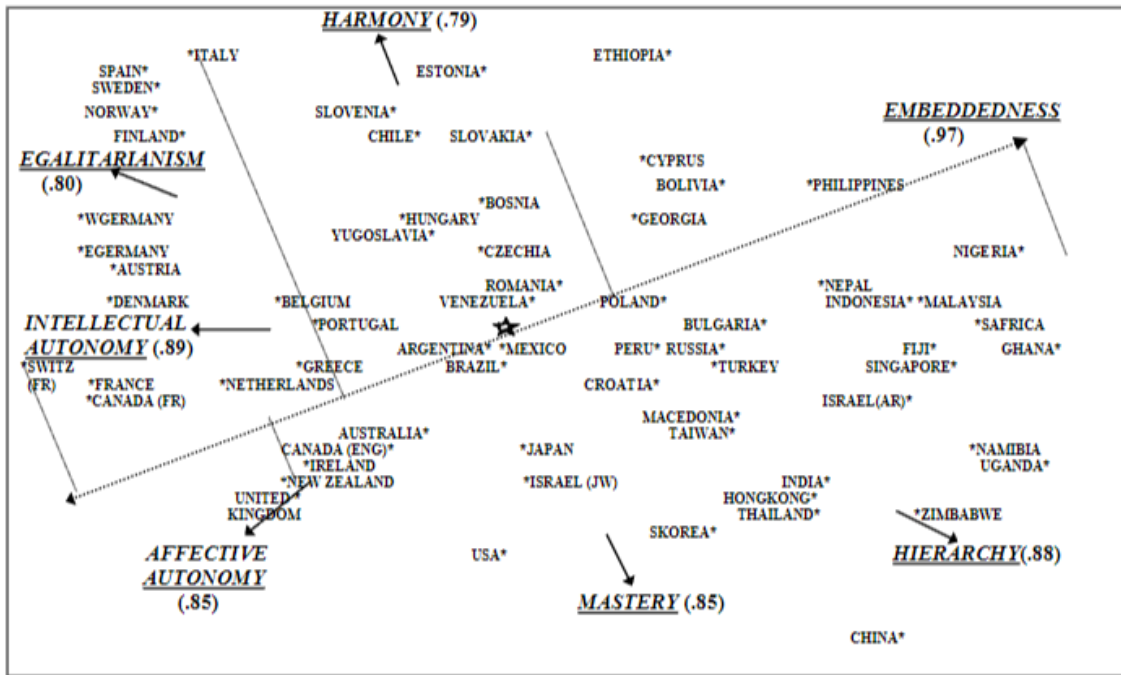 HARMONY (.79)
*ITALY
ETHIOPIA*
SPAIN*
ESTONIA*
SWEDEN*
NORWAY*
SLOVENIA*
EMBEDDEDNESS
(.97)
FINLAND*
CHILE*
SLOVAKIA*
EGALITARIANISM
(.80)
*CYPRUS
BOLIVIA*
*PHILIPPINES
*BOSNIA
*WGERMANY
*HUNGARY
*GEORGIA
YUGOSLAVIA*
*EGERMANY
*CZECHIA
NIGERIA*
*AUSTRIA
ROMANIA*
*NEPAL
*DENMARK
*BELGIUM
VENEZUELA*
POLAND*
INDONESIA*
*MALAYSIA
INTELLECTUAL
AUTONOMY (.89)
*PORTUGAL
BULGARIA*
*SAFRICA
ARGENTINA*
*MEXICO
PERU*
RUSSIA*
FIJI*
GHANA*
*SWITZ
(FR)
*GREECE
BRAZIL*
*TURKEY
SINGAPORE*
*FRANCE
*NETHERLANDS
CROATIA*
*CANADA (FR)
ISRAEL(AR)*
MACEDONIA*
AUSTRALIA*
TAIWAN*
CANADA (ENG)*
*JAPAN
*NAMIBIA
*IRELAND
UGANDA*
*NEW ZEALAND
*ISRAEL (JW)
INDIA*
UNITED *
KINGDOM
HONGKONG*
THAILAND*
*ZIMBABWE
SKOREA*
AFFECTIVE
AUTONOMY
(.85)
USA*
HIERARCHY(.88)
MASTERY (.85)
CHINA*